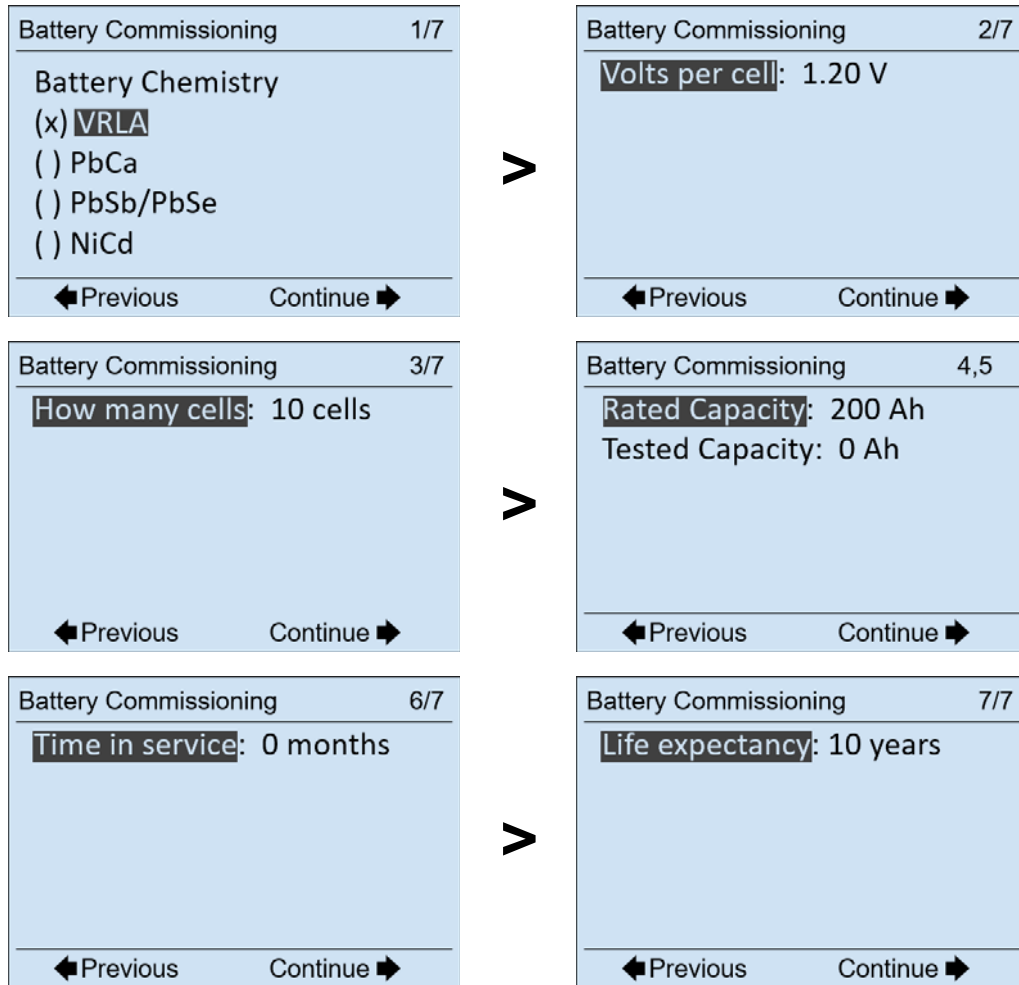 Battery Commissioning 1/7
Battery Chemistry
(x) VRLA
( ) PbCa
( ) PbSb/PbSe
( ) NiCd
Previous Continue
>
Battery Commissioning 2/7
Volts per cell: 1.20 V
Previous Continue
Battery Commissioning 3/7
How many cells: 10 cells
Previous Continue
>
Battery Commissioning 4,5
Rated Capacity: 200 Ah
Tested Capacity: 0 Ah
Previous Continue
Battery Commissioning 6/7
Time in service: 0 months
Previous Continue
>
Battery Commissioning 7/7
Life expectancy: 10 years
Previous Continue